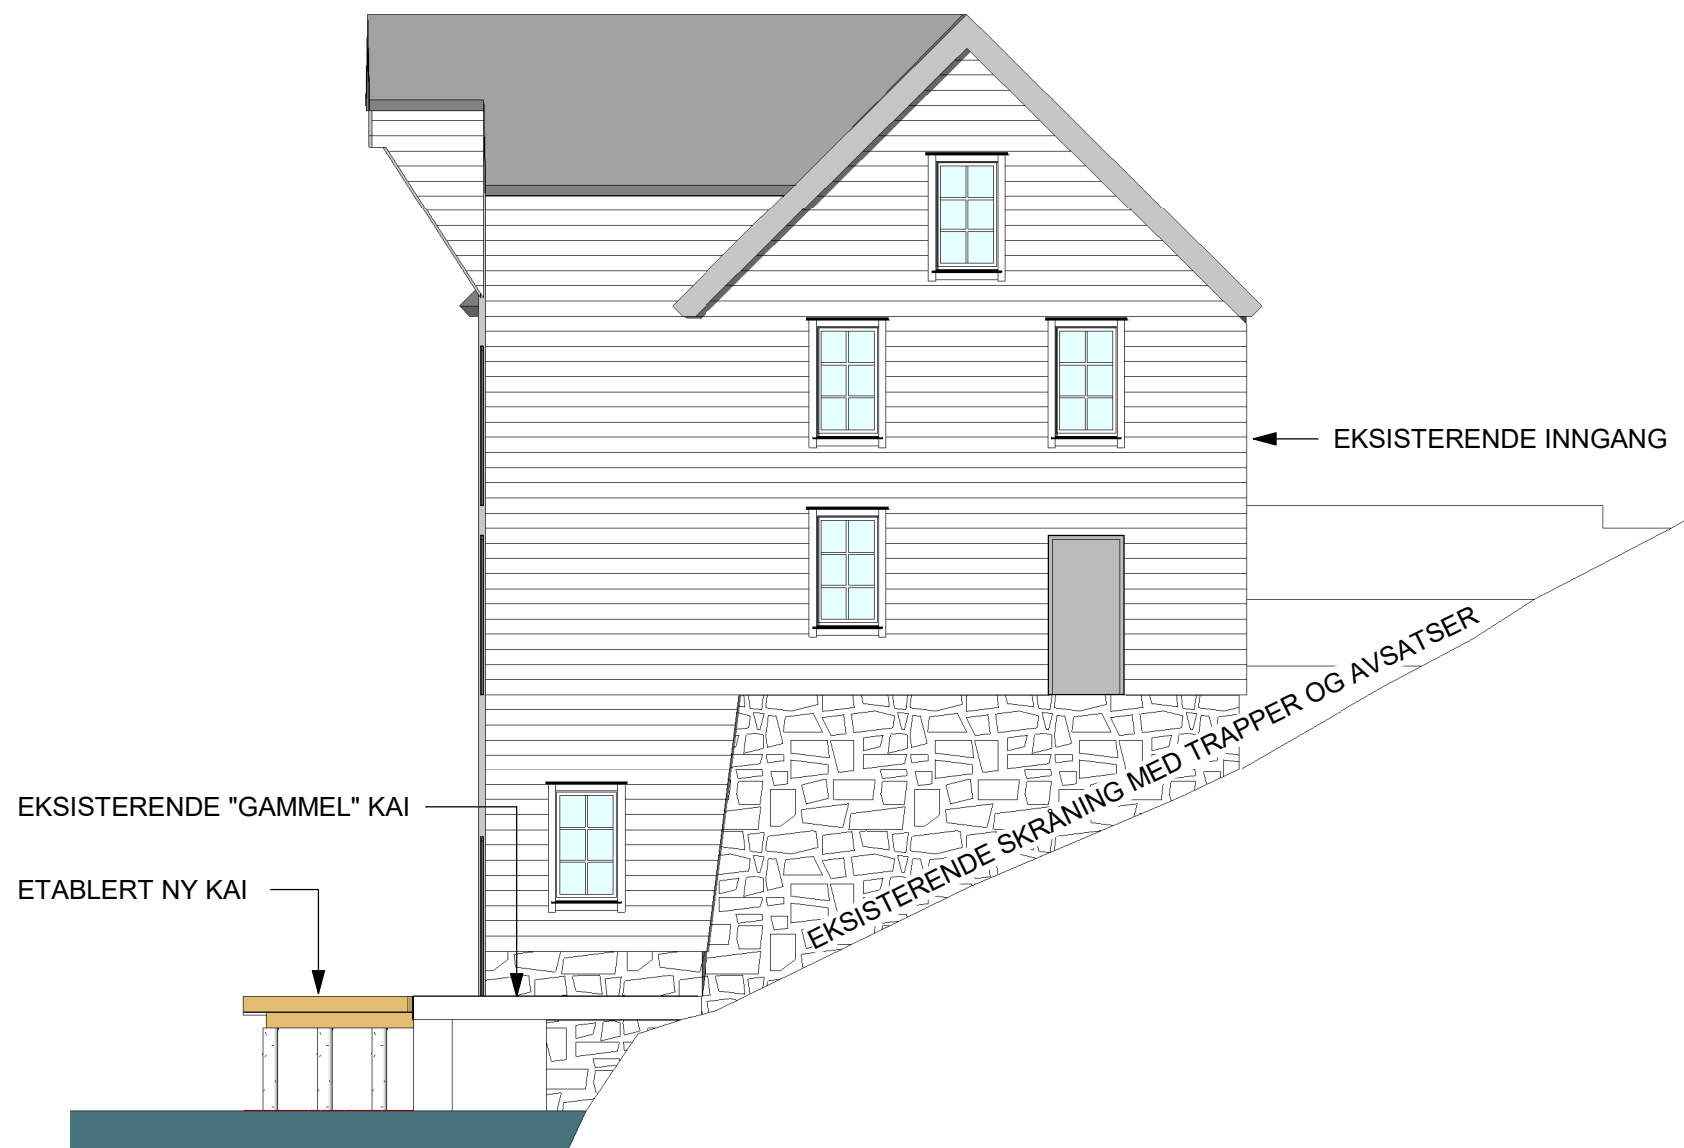 EKSISTERENDE INNGANG
EKSISTERENDE SKRÅNING MED TRAPPER OG AVSATSER
EKSISTERENDE "GAMMEL" KAI
ETABLERT NY KAI